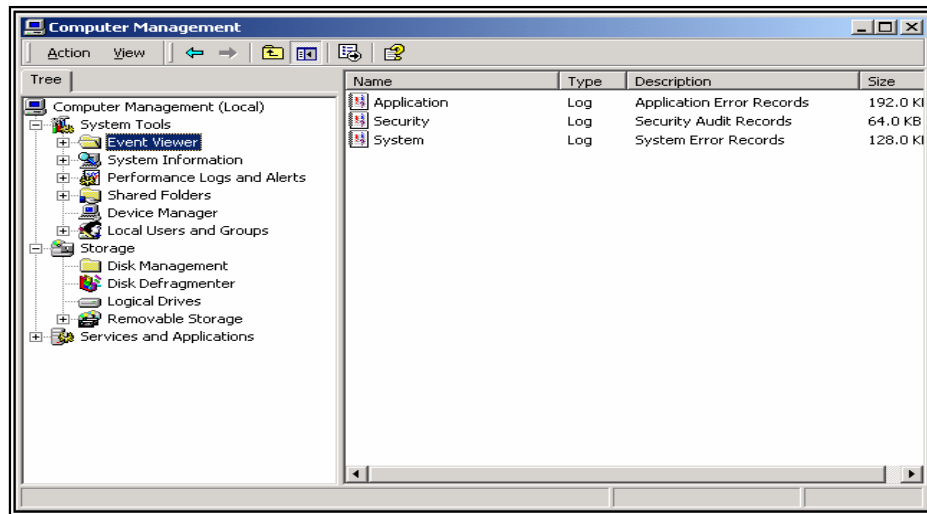 Computer Management
Action View
Tree
Computer Management (Local)
System Tools
Event Viewer
System Information
Performance Logs and Alerts
Shared Folders
Device Manager
Local Users and Groups
Storage
Disk Management
Disk Defragmenter
Logical Drives
Removable Storage
Services and Applications
Name Type Description Size
Application Log Application Error Records 192.0 K
Security Log Security Audit Records 64.0 KB
System Log System Error Records 128.0 K